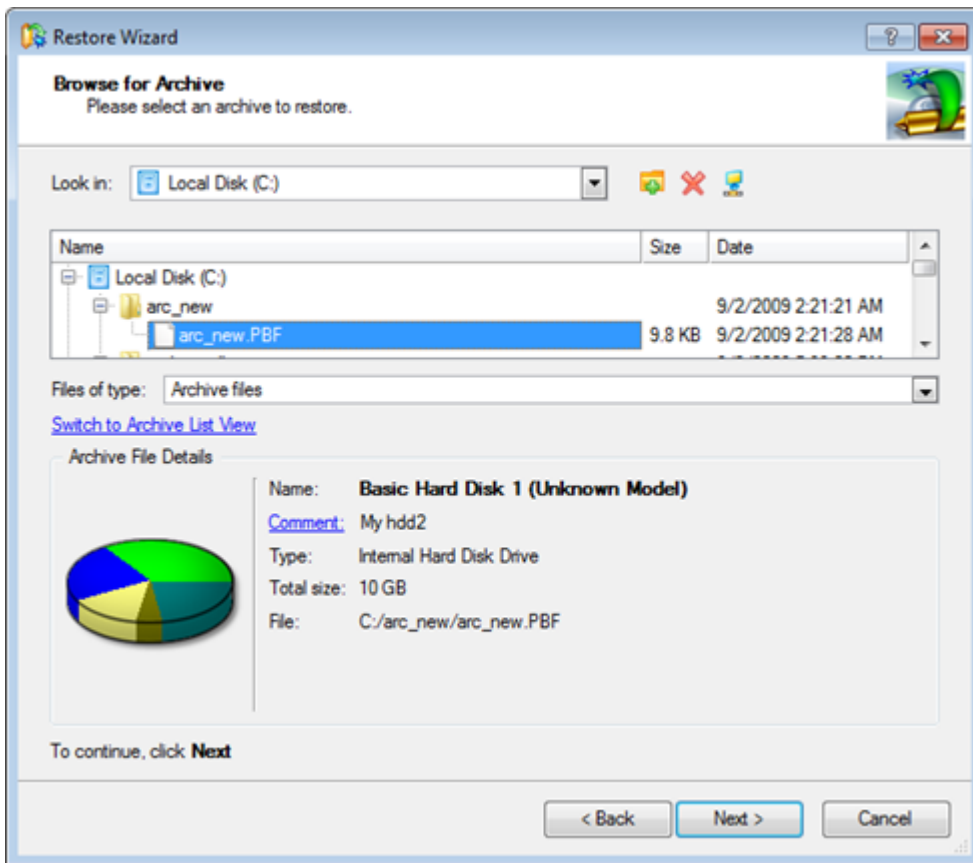 Restore Wizard
Browse for Archive
Please select an archive to restore.
Look in: Local Disk (C:)
Name Size Date
Local Disk (C:)
arc_new 9/2/2009 2:21:21 AM
arc_new.PBF 9.8 KB 9/2/2009 2:21:28 AM
Files of type: Archive files
Switch to Archive List View
Archive File Details
Name: Basic Hard Disk 1 (Unknown Model)
Comment: My hdd2
Type: Internal Hard Disk Drive
Total size: 10 GB
File: C:/arc_new/arc_new.PBF
To continue, click Next
< Back Next > Cancel